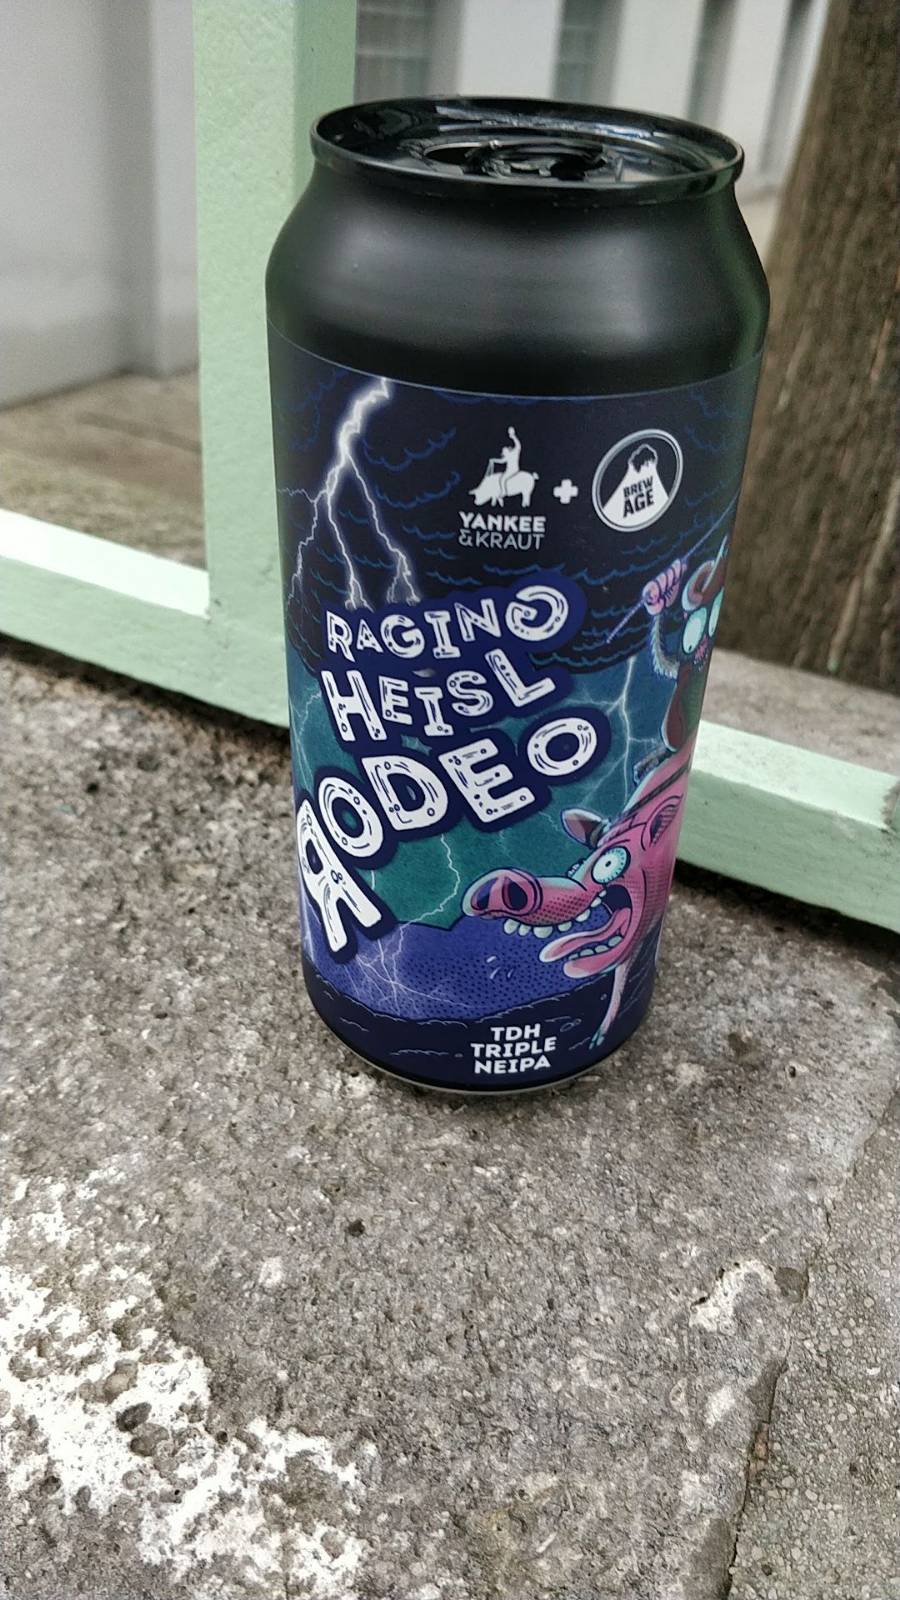 YANKEE
&KRAUT
+
BREW
AGE
RAGING
HEISL
RODEO
TDH
TRIPLE
NEIPA